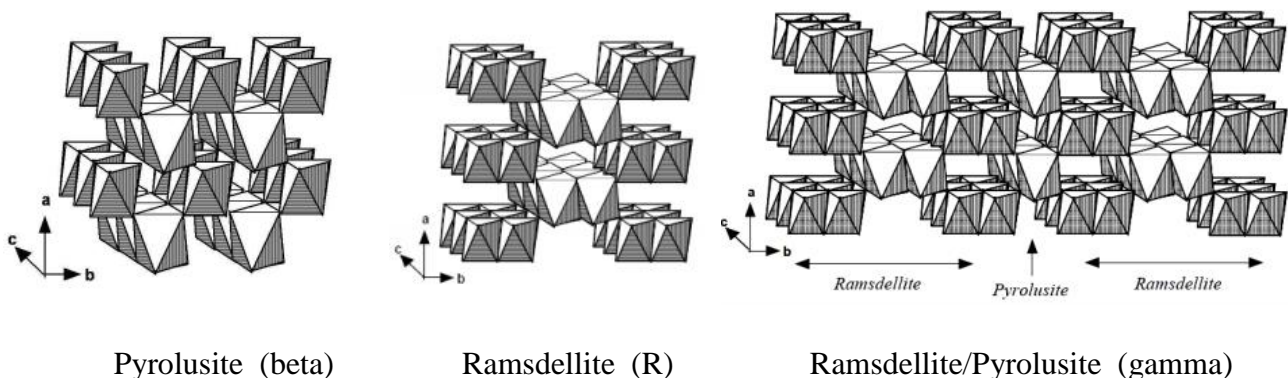 a
c
b
a
c
b
a
c
b
Ramsdellite
Pyrolusite
Ramsdellite
Pyrolusite (beta)
Ramsdellite (R)
Ramsdellite/Pyrolusite (gamma)